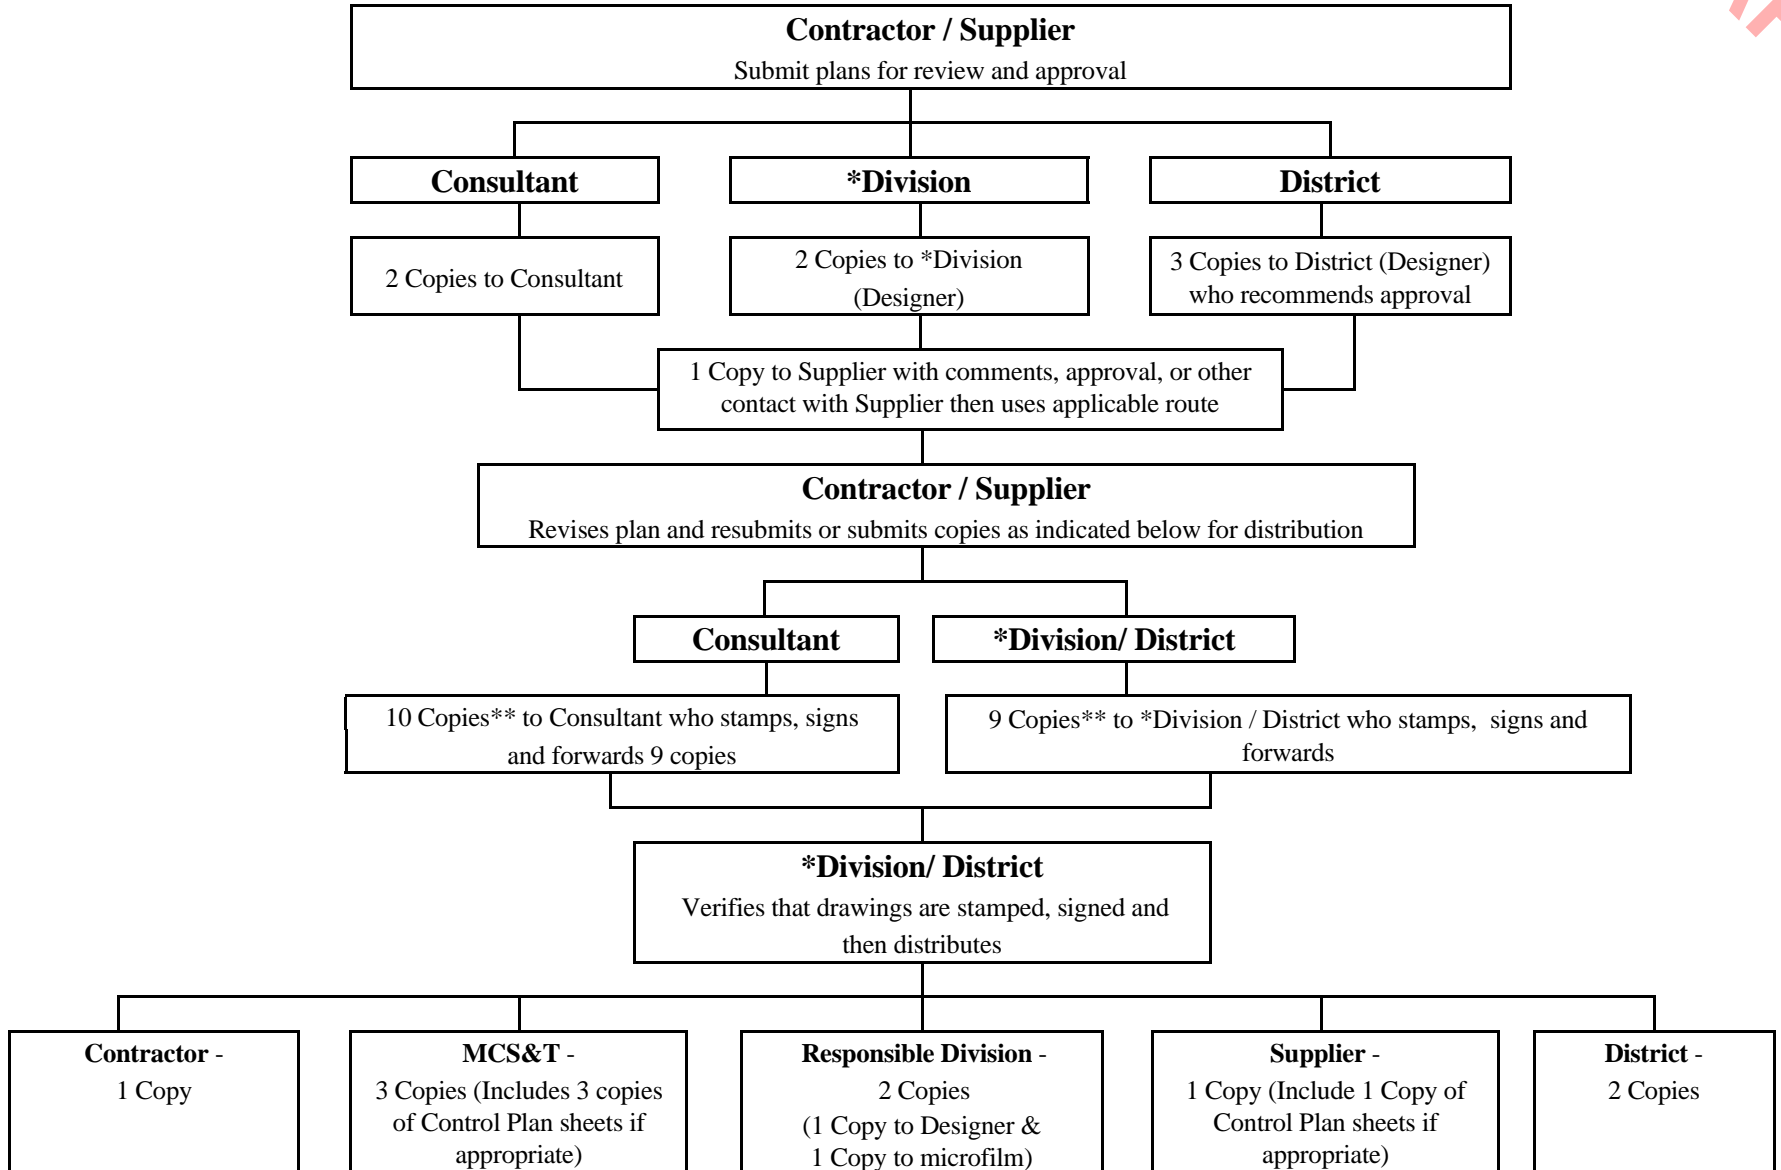 Contractor / Supplier
Submit plans for review and approval
Consultant
*Division
District
2 Copies to Consultant
2 Copies to *Division
(Designer)
3 Copies to District (Designer)
who recommends approval
1 Copy to Supplier with comments, approval, or other
contact with Supplier then uses applicable route
Contractor / Supplier
Revises plan and resubmits or submits copies as indicated below for distribution
Consultant
*Division/ District
10 Copies** to Consultant who stamps, signs
and forwards 9 copies
9 Copies** to *Division / District who stamps, signs and
forwards
*Division/ District
Verifies that drawings are stamped, signed and
then distributes
Contractor -
1 Copy
MCS&T -
3 Copies (Includes 3 copies
of Control Plan sheets if
appropriate)
Responsible Division -
2 Copies
(1 Copy to Designer &
1 Copy to microfilm)
Supplier -
1 Copy (Include 1 Copy of
Control Plan sheets if
appropriate)
District -
2 Copies